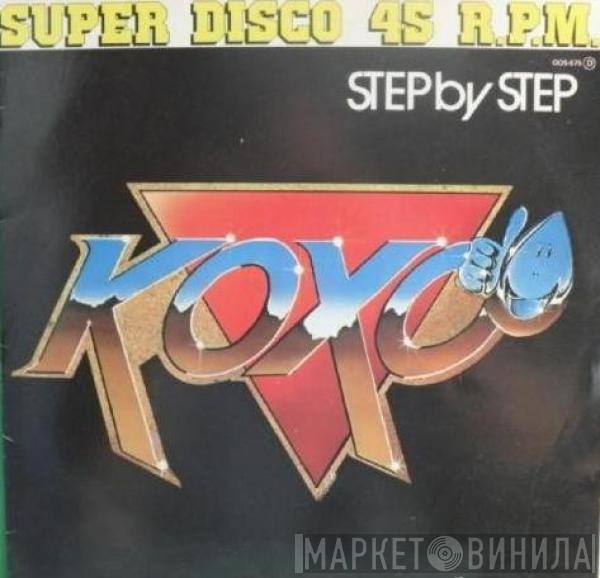 SUPER DISCO 45 R.P.M.
STEP by STEP
KOXO
МАРКЕТ ВИНИЛА